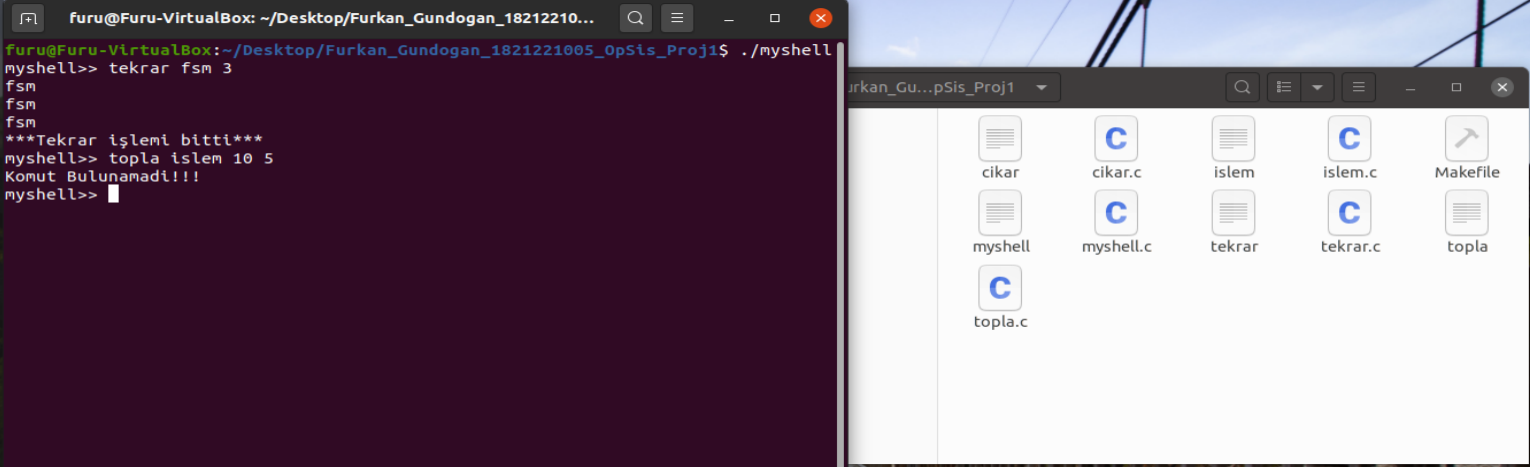 furu@Furu-VirtualBox: ~/Desktop/Furkan_Gundogan_18212210...
furu@Furu-VirtualBox:~/Desktop/Furkan_Gundogan_1821221005_OpSis_Proj1$ ./myshell
myshell>> tekrar fsm 3
fsm
fsm
fsm
***Tekrar işlemi bitti***
myshell>> topla islem 10 5
Komut Bulunamadi!!!
myshell>>
urkan_Gu...pSis_Proj1
cikar cikar.c islem islem.c Makefile
myshell myshell.c tekrar tekrar.c topla
topla.c